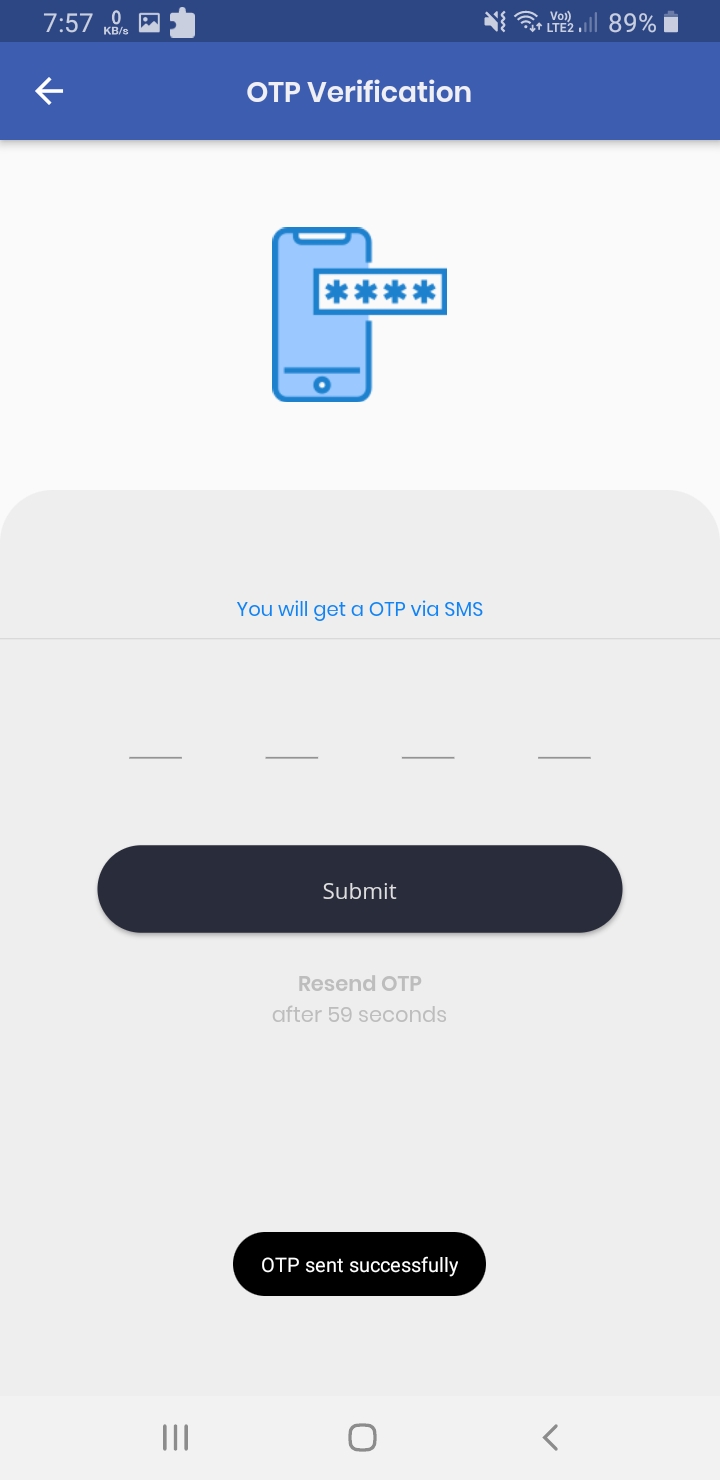 7:57 0 KB/s Vo)) LTE2 89%
OTP Verification
****
You will get a OTP via SMS
Submit
Resend OTP
after 59 seconds
OTP sent successfully